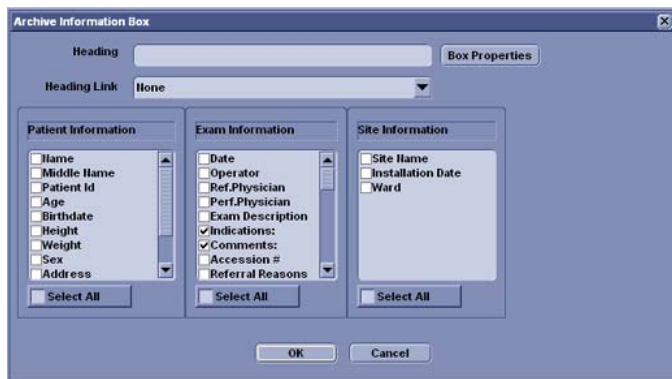 Archive Information Box
Heading
Box Properties
Heading Link
None
Patient Information
Name
Middle Name
Patient Id
Age
Birthdate
Height
Weight
Sex
Address
Select All
Exam Information
Date
Operator
Ref.Physician
Perf.Physician
Exam Description
Indications:
Comments:
Accession #
Referral Reasons
Select All
Site Information
Site Name
Installation Date
Ward
Select All
OK
Cancel